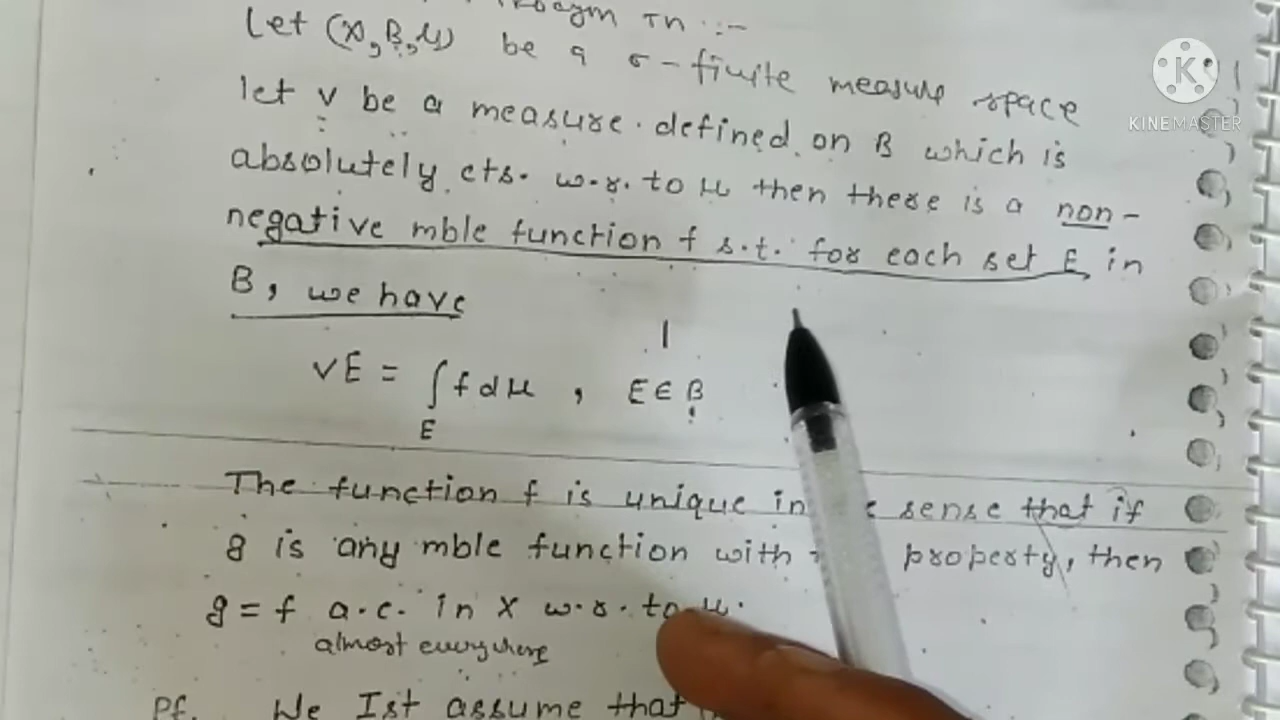 Th :-
Let (X, B, μ) be a σ-finite measure space
let ν be a measure. defined on B which is
absolutely cts. w.r. to μ then there is a non-
negative mble function f s.t. for each set E in
B, we have
νE = ∫ f dμ , E ∈ B
E
The function f is unique in sense that if
g is any mble function with property, then
g = f a.e. in X w.r. to μ.
almost everywhere
Pf. We Ist assume that
K
KINEMASTER